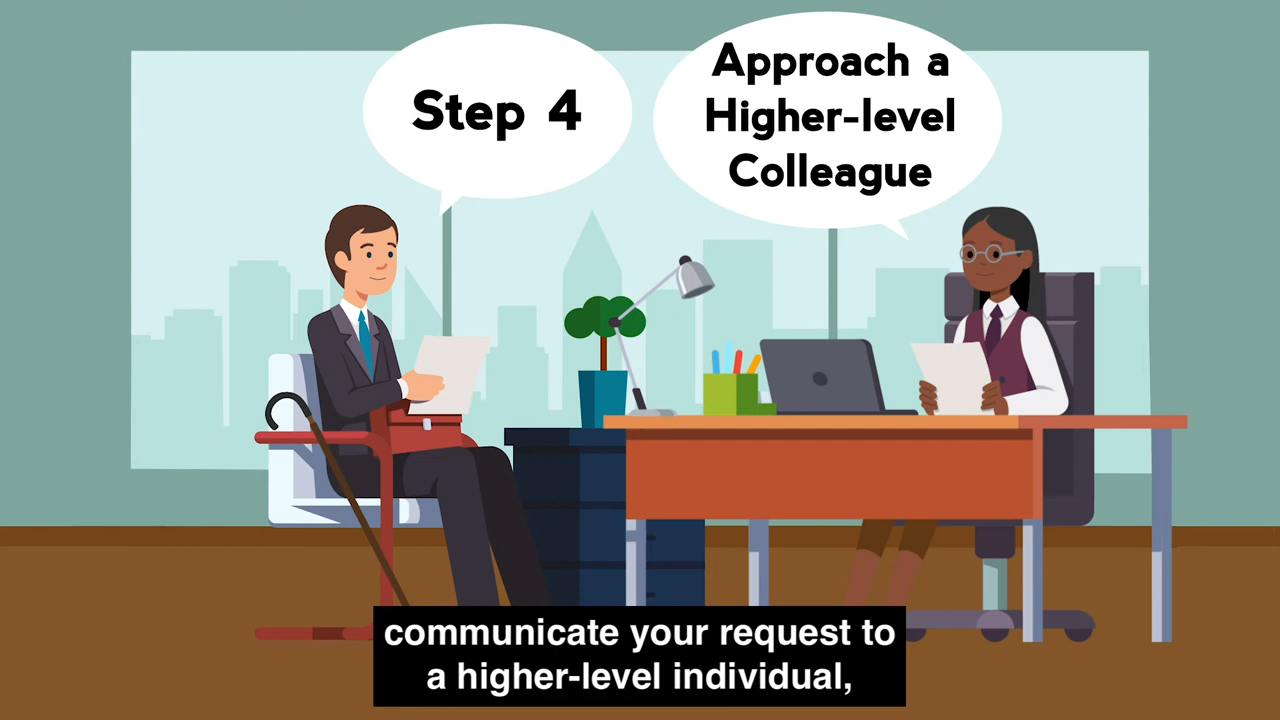 Step 4
Approach a
Higher-level
Colleague
communicate your request to
a higher-level individual,